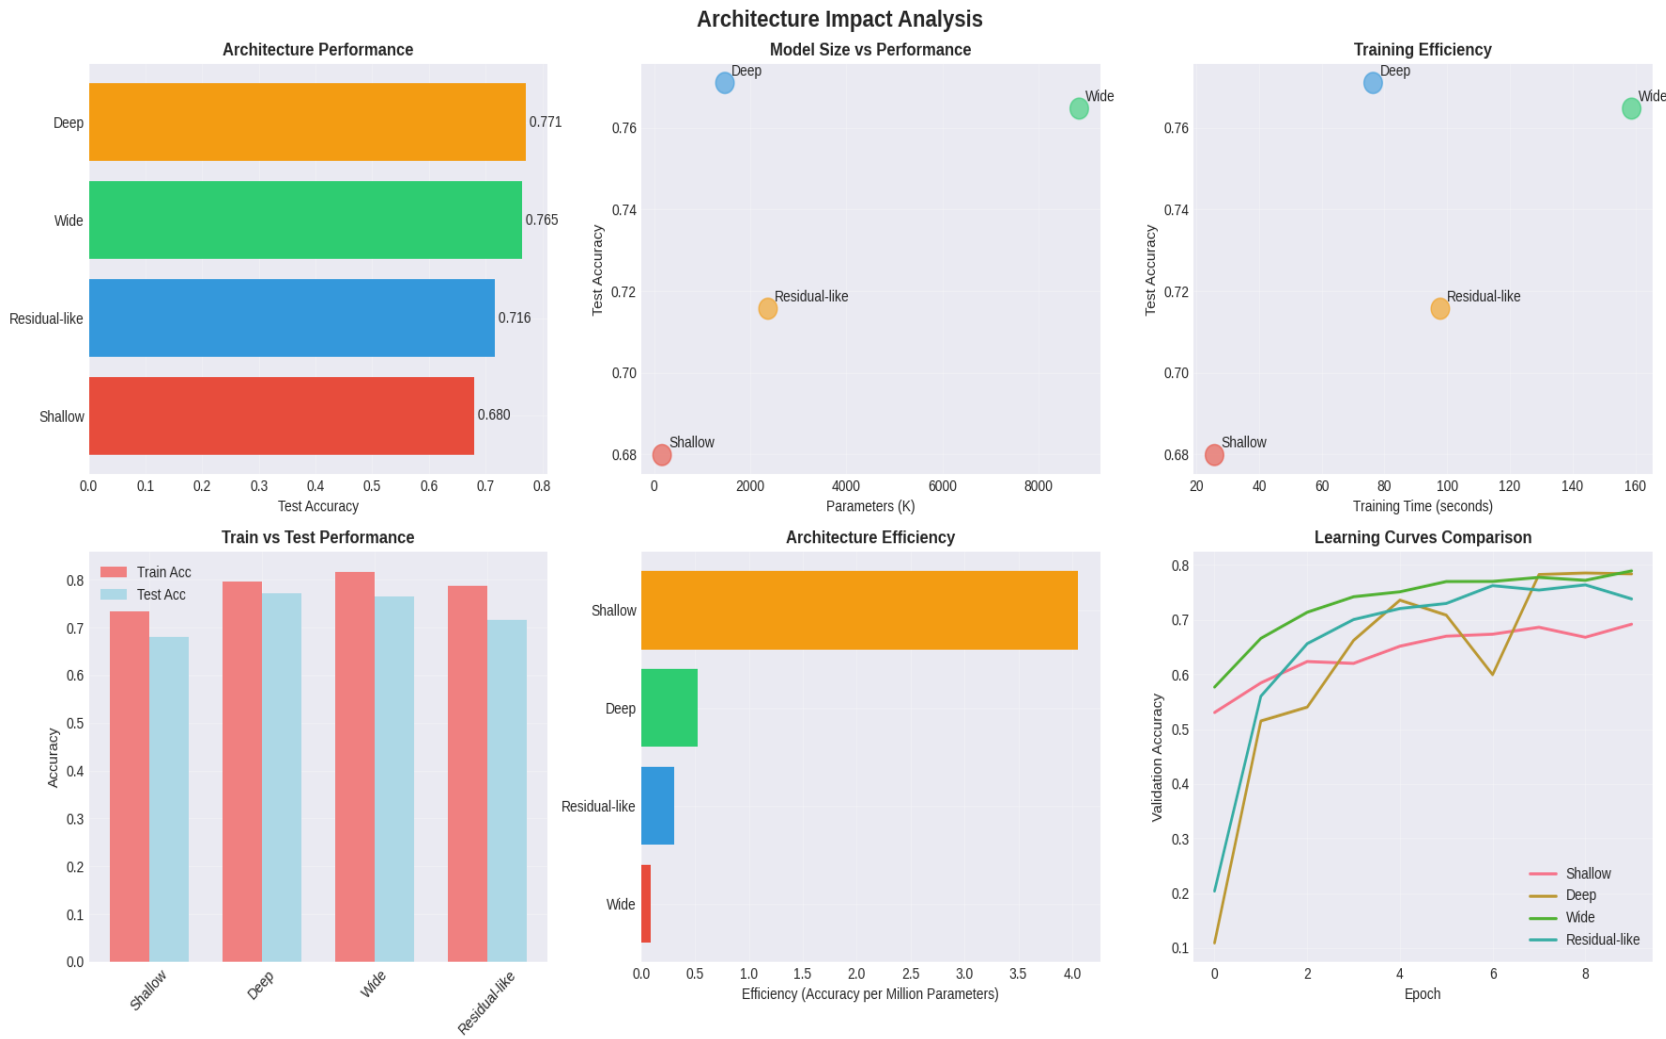 Architecture Impact Analysis
Architecture Performance
Deep
0.771
Wide
0.765
Residual-like
0.716
Shallow
0.680
0.0 0.1 0.2 0.3 0.4 0.5 0.6 0.7 0.8
Test Accuracy
Model Size vs Performance
Deep
Wide
Residual-like
Shallow
0.76
0.74
0.72
0.70
0.68
Test Accuracy
0 2000 4000 6000 8000
Parameters (K)
Training Efficiency
Deep
Wide
Residual-like
Shallow
0.76
0.74
0.72
0.70
0.68
Test Accuracy
20 40 60 80 100 120 140 160
Training Time (seconds)
Train vs Test Performance
Train Acc
Test Acc
0.8
0.7
0.6
0.5
0.4
0.3
0.2
0.1
0.0
Accuracy
Shallow Deep Wide Residual-like
Architecture Efficiency
Shallow
Deep
Residual-like
Wide
0.0 0.5 1.0 1.5 2.0 2.5 3.0 3.5 4.0
Efficiency (Accuracy per Million Parameters)
Learning Curves Comparison
0.8
0.7
0.6
0.5
0.4
0.3
0.2
0.1
Validation Accuracy
Shallow
Deep
Wide
Residual-like
0 2 4 6 8
Epoch